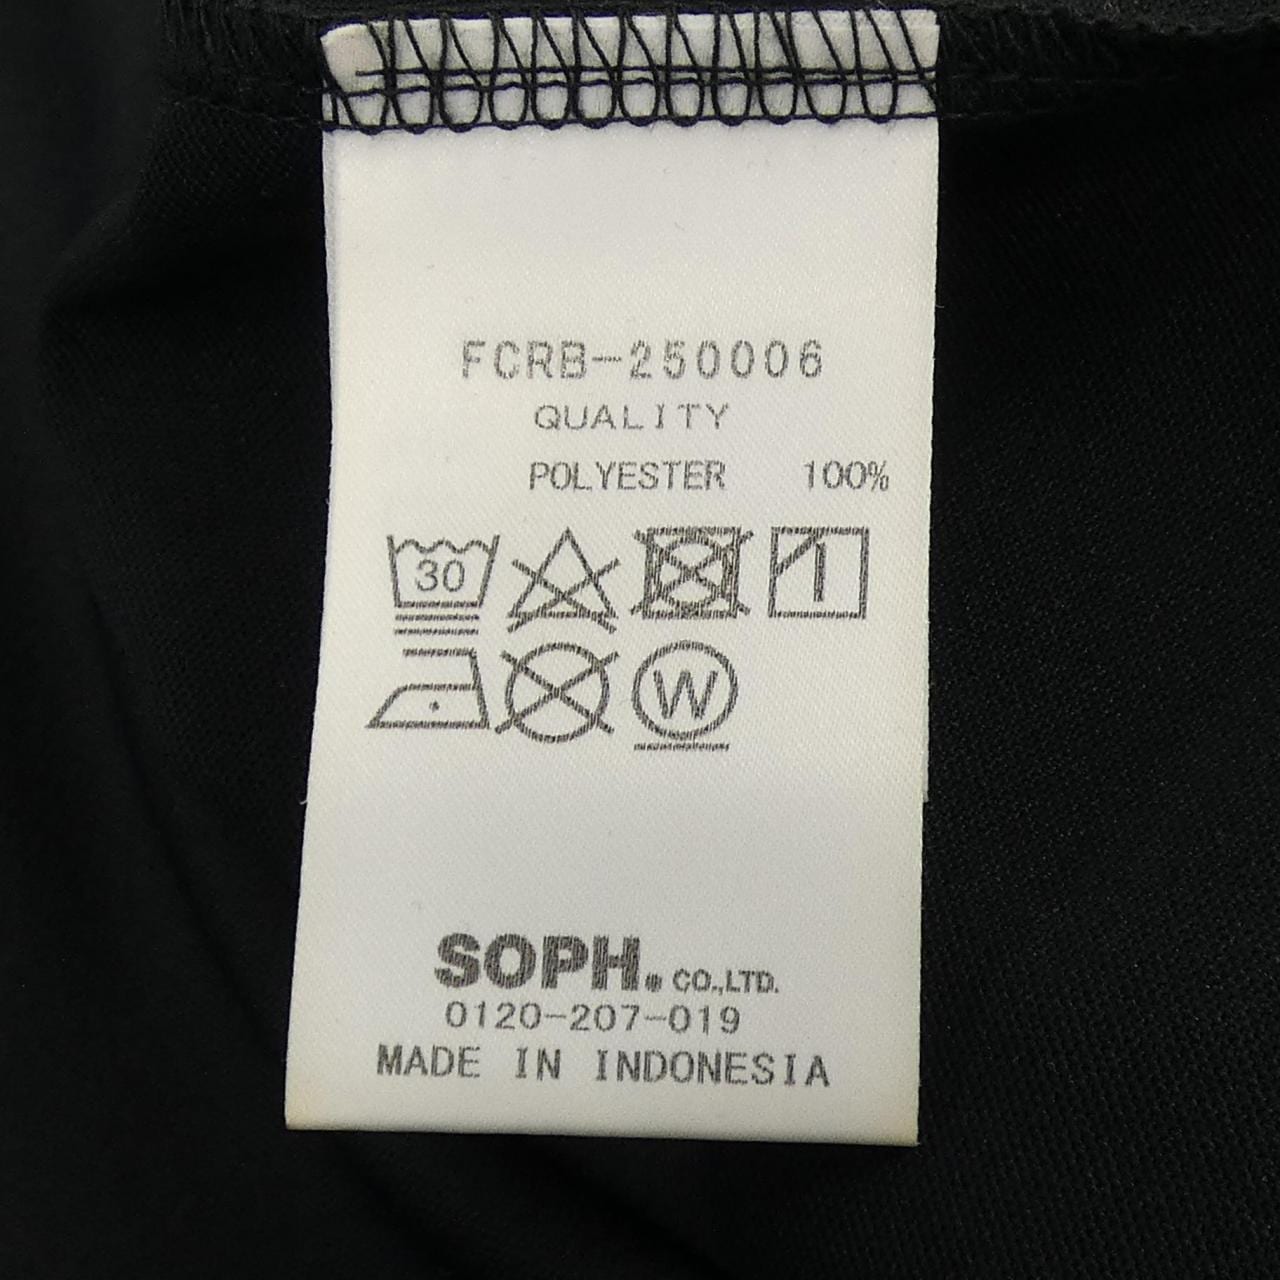 FCRB-250006
QUALITY
POLYESTER 100%
30
W
SOPH. CO.,LTD.
0120-207-019
MADE IN INDONESIA